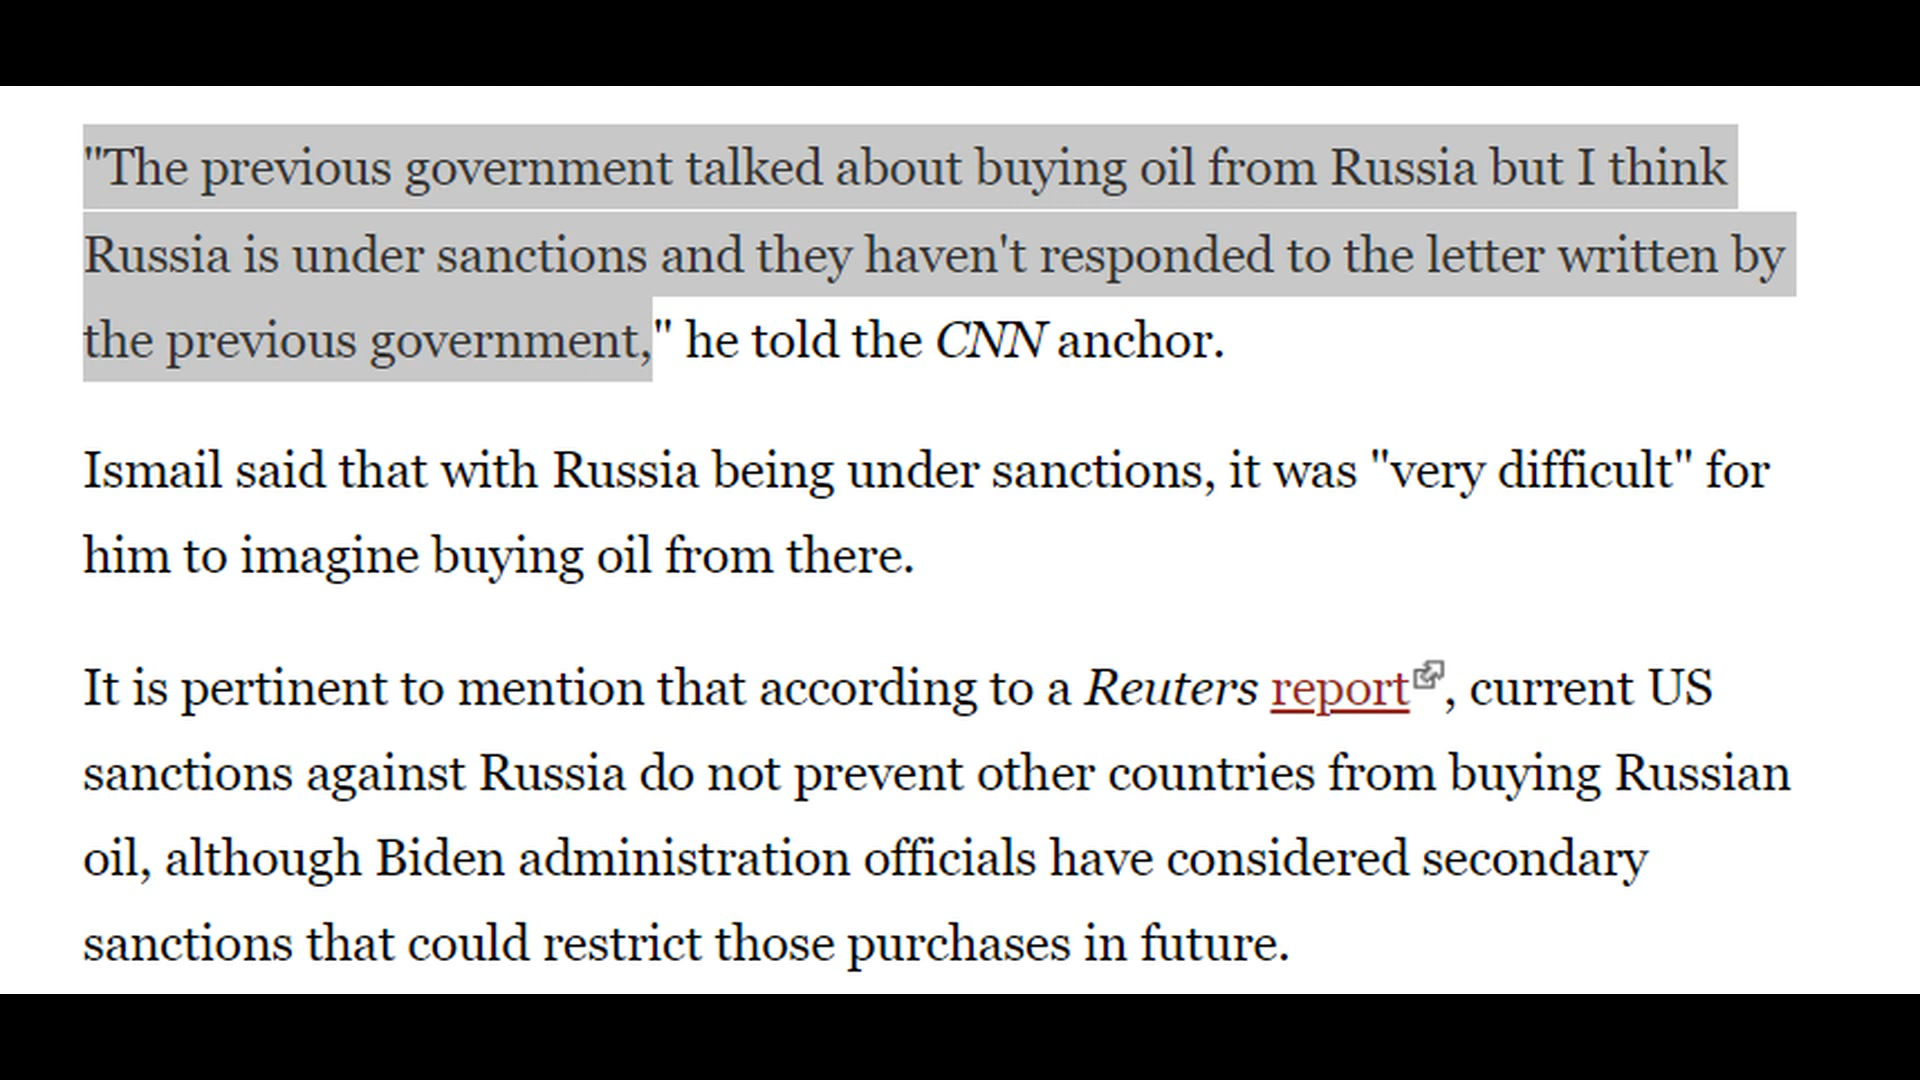 "The previous government talked about buying oil from Russia but I think
Russia is under sanctions and they haven't responded to the letter written by
the previous government," he told the CNN anchor.
Ismail said that with Russia being under sanctions, it was "very difficult" for
him to imagine buying oil from there.
It is pertinent to mention that according to a Reuters report, current US
sanctions against Russia do not prevent other countries from buying Russian
oil, although Biden administration officials have considered secondary
sanctions that could restrict those purchases in future.